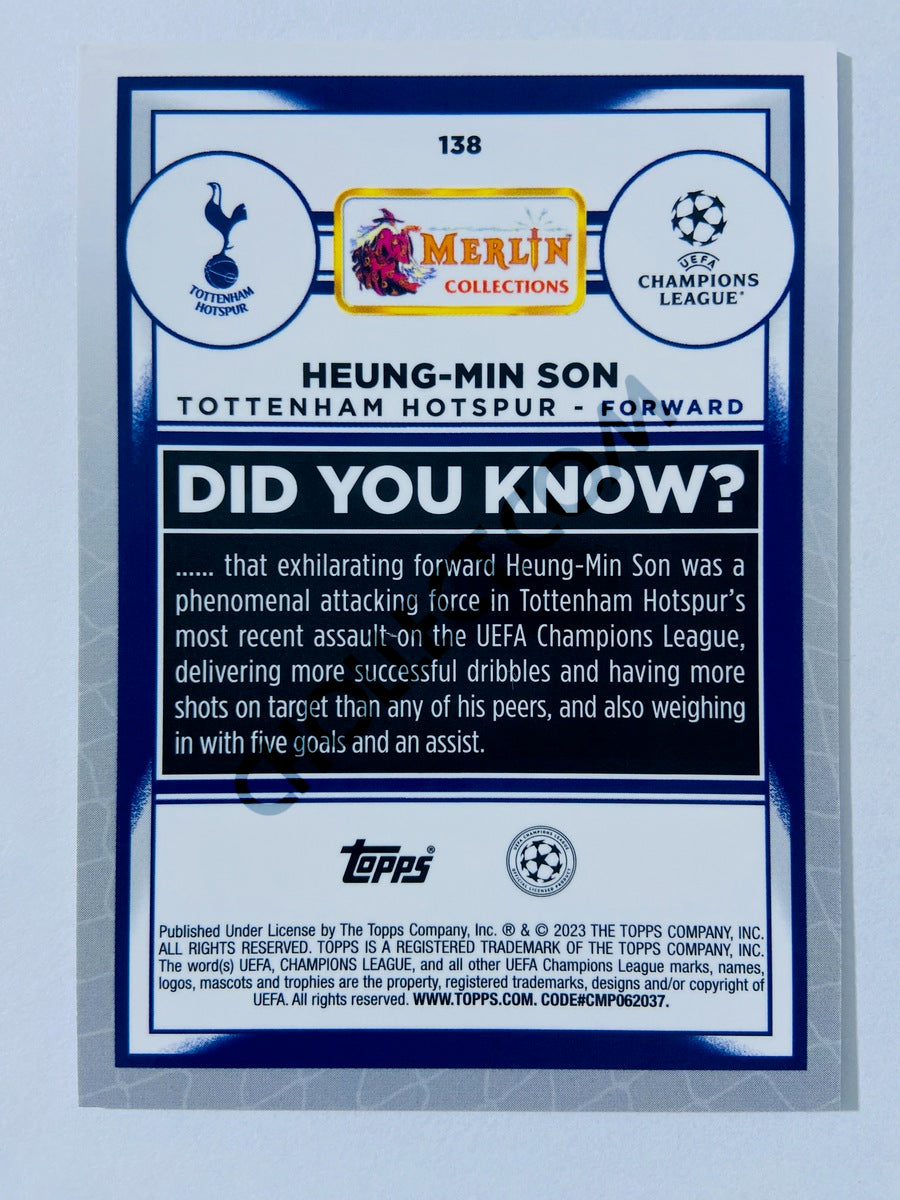 138
TOTTENHAM
HOTSPUR
MERLIN
COLLECTIONS
UEFA
CHAMPIONS
LEAGUE®
HEUNG-MIN SON
TOTTENHAM HOTSPUR - FORWARD
DID YOU KNOW?
...... that exhilarating forward Heung-Min Son was a
phenomenal attacking force in Tottenham Hotspur’s
most recent assault on the UEFA Champions League,
delivering more successful dribbles and having more
shots on target than any of his peers, and also weighing
in with five goals and an assist.
topps®
UEFA CHAMPIONS LEAGUE
OFFICIAL LICENSED PRODUCT
Published Under License by The Topps Company, Inc. ® & © 2023 THE TOPPS COMPANY, INC.
ALL RIGHTS RESERVED. TOPPS IS A REGISTERED TRADEMARK OF THE TOPPS COMPANY, INC.
The word(s) UEFA, CHAMPIONS LEAGUE, and all other UEFA Champions League marks, names,
logos, mascots and trophies are the property, registered trademarks, designs and/or copyright of
UEFA. All rights reserved. WWW.TOPPS.COM. CODE#CMP062037.